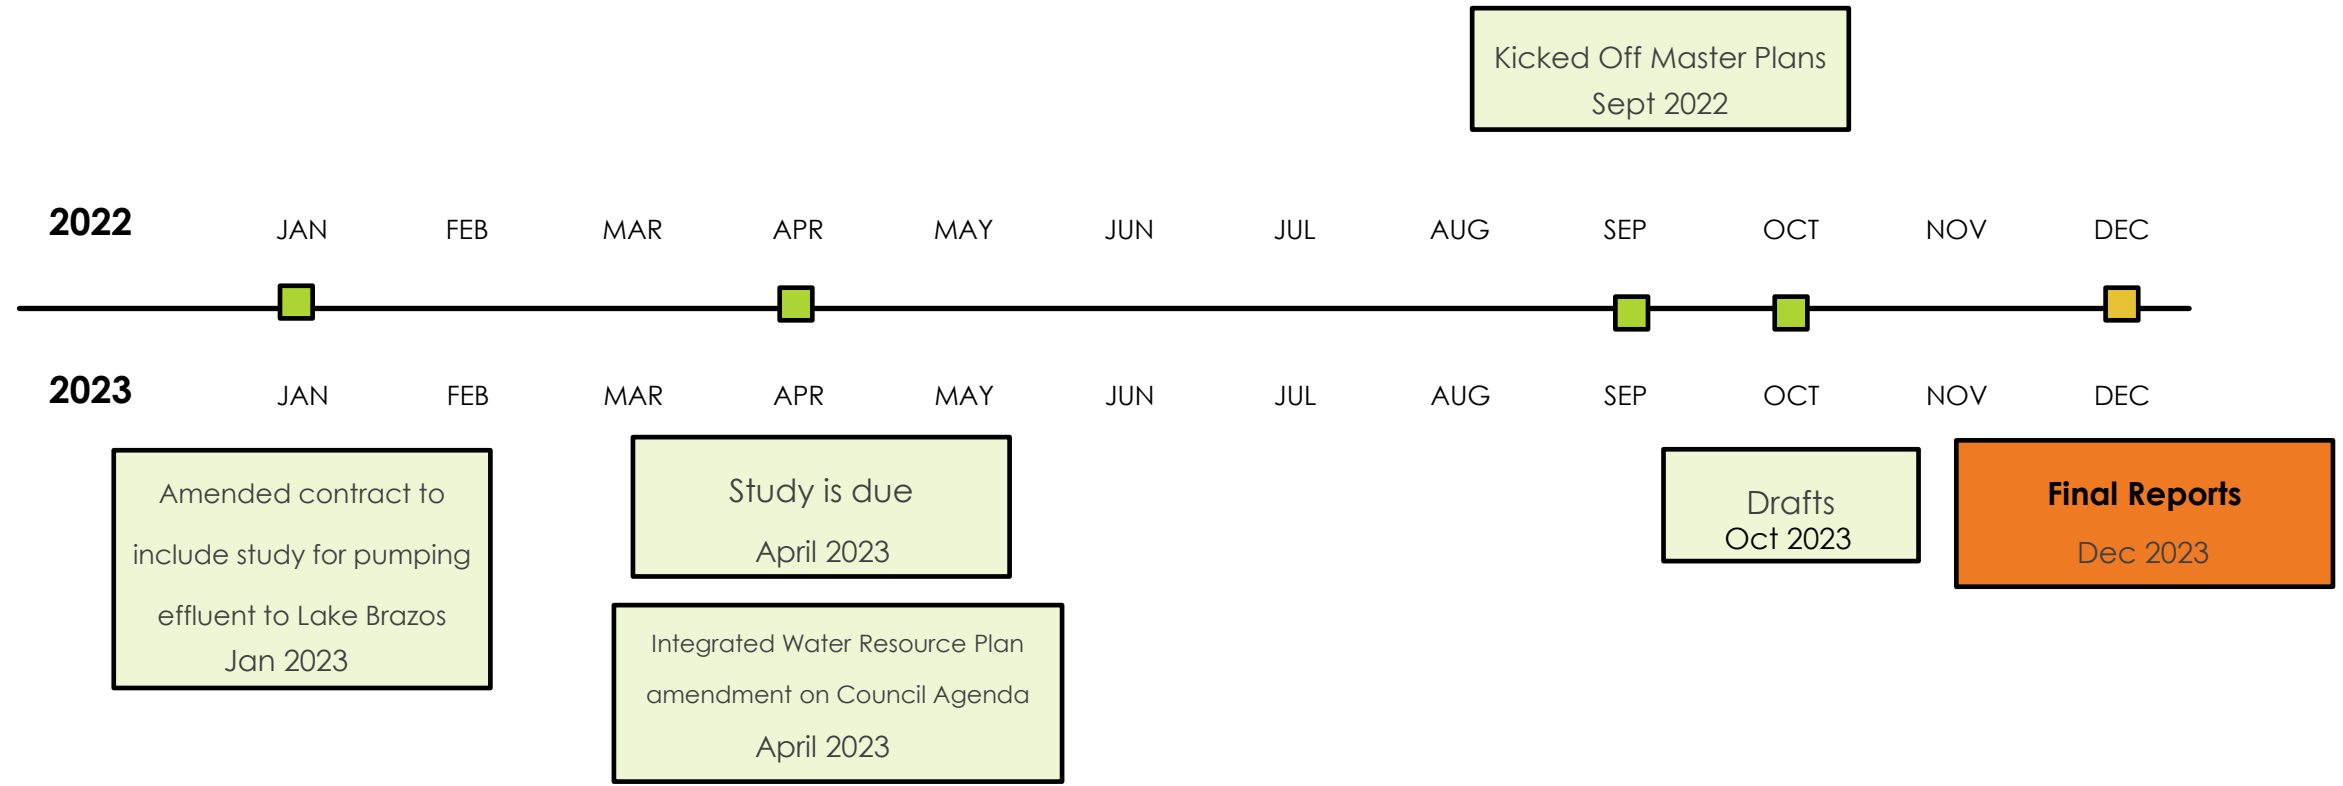 Kicked Off Master Plans
Sept 2022
2022 JAN FEB MAR APR MAY JUN JUL AUG SEP OCT NOV DEC
2023 JAN FEB MAR APR MAY JUN JUL AUG SEP OCT NOV DEC
Amended contract to
include study for pumping
effluent to Lake Brazos
Jan 2023
Study is due
April 2023
Integrated Water Resource Plan
amendment on Council Agenda
April 2023
Drafts
Oct 2023
Final Reports
Dec 2023